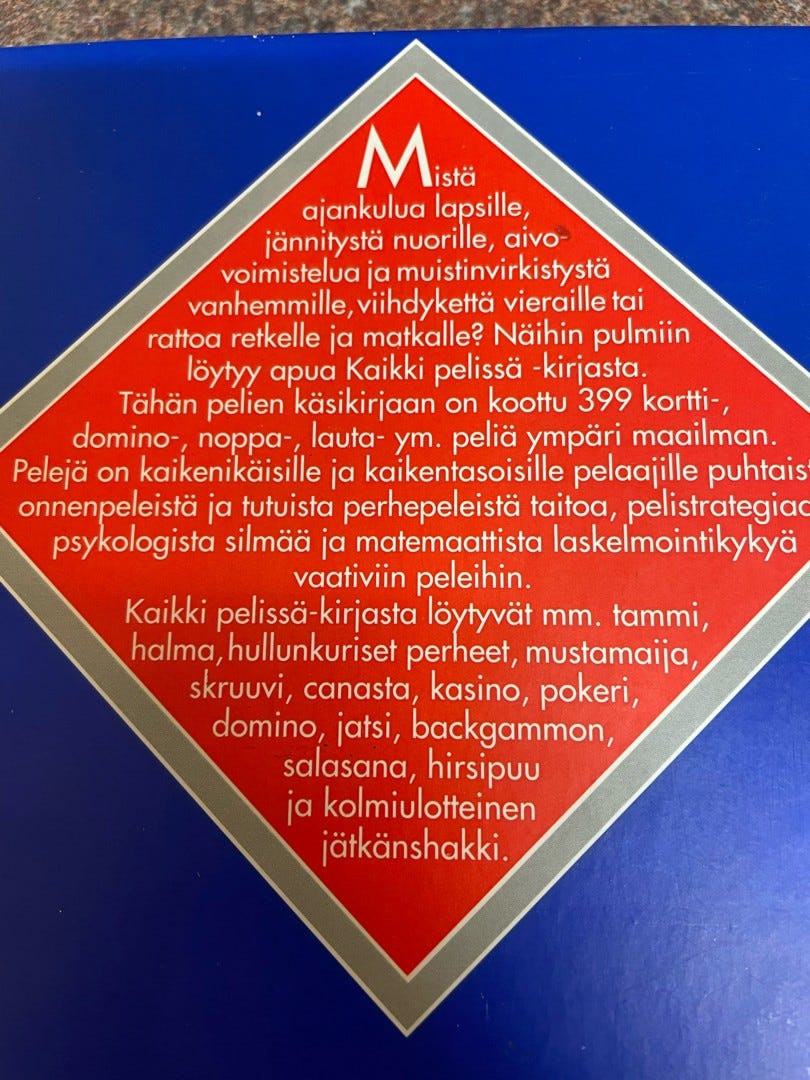 Mistä
ajankulua lapsille,
jännitystä nuorille, aivo-
voimistelua ja muistinvirkistystä
vanhemmille, viihdykettä vieraille tai
rattoa retkelle ja matkalle? Näihin pulmiin
löytyy apua Kaikki pelissä -kirjasta.
Tähän pelien käsikirjaan on koottu 399 kortti-,
domino-, noppa-, lauta- ym. peliä ympäri maailman.
Pelejä on kaikenikäisille ja kaikentasoisille pelaajille
onnenpeleistä ja tutuista perhepeleistä taitoa,
psykologista silmää ja matemaattista laskelmointikykyä
vaativiin peleihin.
Kaikki pelissä-kirjasta löytyvät mm. tammi,
halma, hullunkuriset perheet, mustamaija,
skruuvi, canasta, kasino, pokeri,
domino, jatsi, backgammon,
salasana, hirsipuu
ja kolmiulotteinen
jätkänshakki.